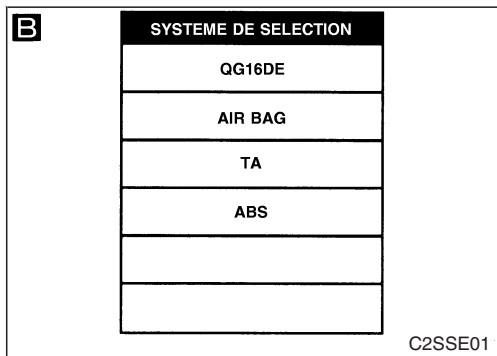 B
SYSTEME DE SELECTION
QG16DE
AIR BAG
TA
ABS
C2SSE01